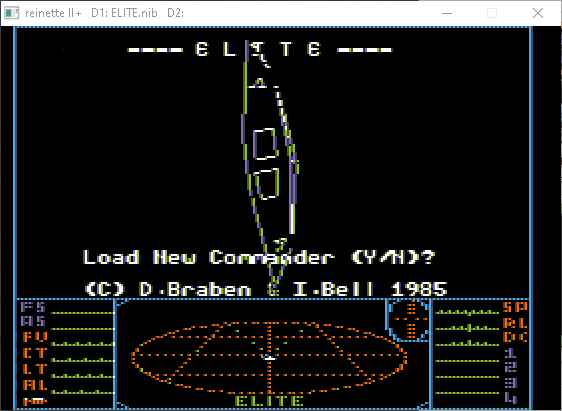 reinette II+ D1: ELITE.nib D2:
---- E L I T E ----
Load New Commander (Y/N)?
(C) D.Braben & I.Bell 1985
FS
AS
FV
CT
LT
AL
SP
RL
DC
1
2
3
4
ELITE